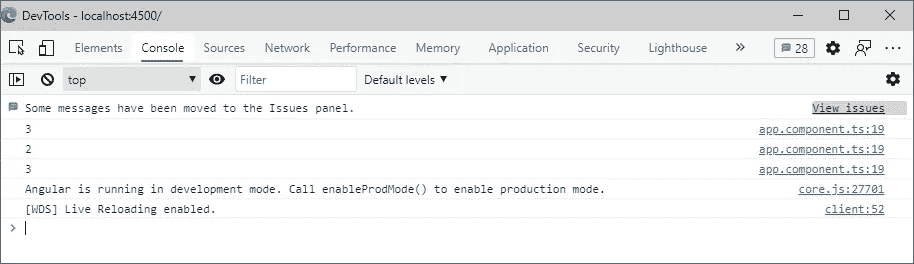 DevTools - localhost:4500/
Elements Console Sources Network Performance Memory Application Security Lighthouse » 28
top ▼ Filter Default levels ▼
Some messages have been moved to the Issues panel. View issues
3 app.component.ts:19
2 app.component.ts:19
3 app.component.ts:19
Angular is running in development mode. Call enableProdMode() to enable production mode. core.js:27701
[WDS] Live Reloading enabled. client:52
>